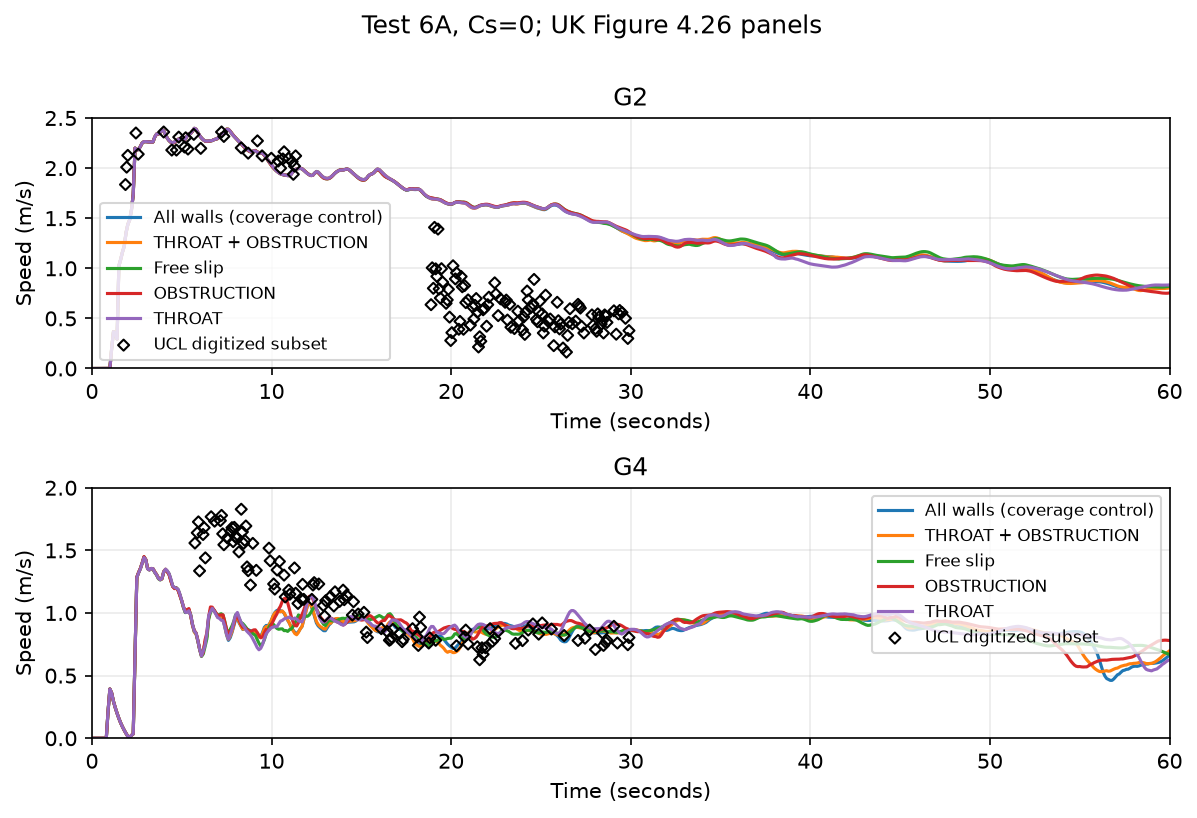 Test 6A, Cs=0; UK Figure 4.26 panels
G2
Speed (m/s)
2.5
2.0
1.5
1.0
0.5
0.0
All walls (coverage control)
THROAT + OBSTRUCTION
Free slip
OBSTRUCTION
THROAT
UCL digitized subset
0 10 20 30 40 50 60
Time (seconds)
G4
Speed (m/s)
2.0
1.5
1.0
0.5
0.0
All walls (coverage control)
THROAT + OBSTRUCTION
Free slip
OBSTRUCTION
THROAT
UCL digitized subset
0 10 20 30 40 50 60
Time (seconds)